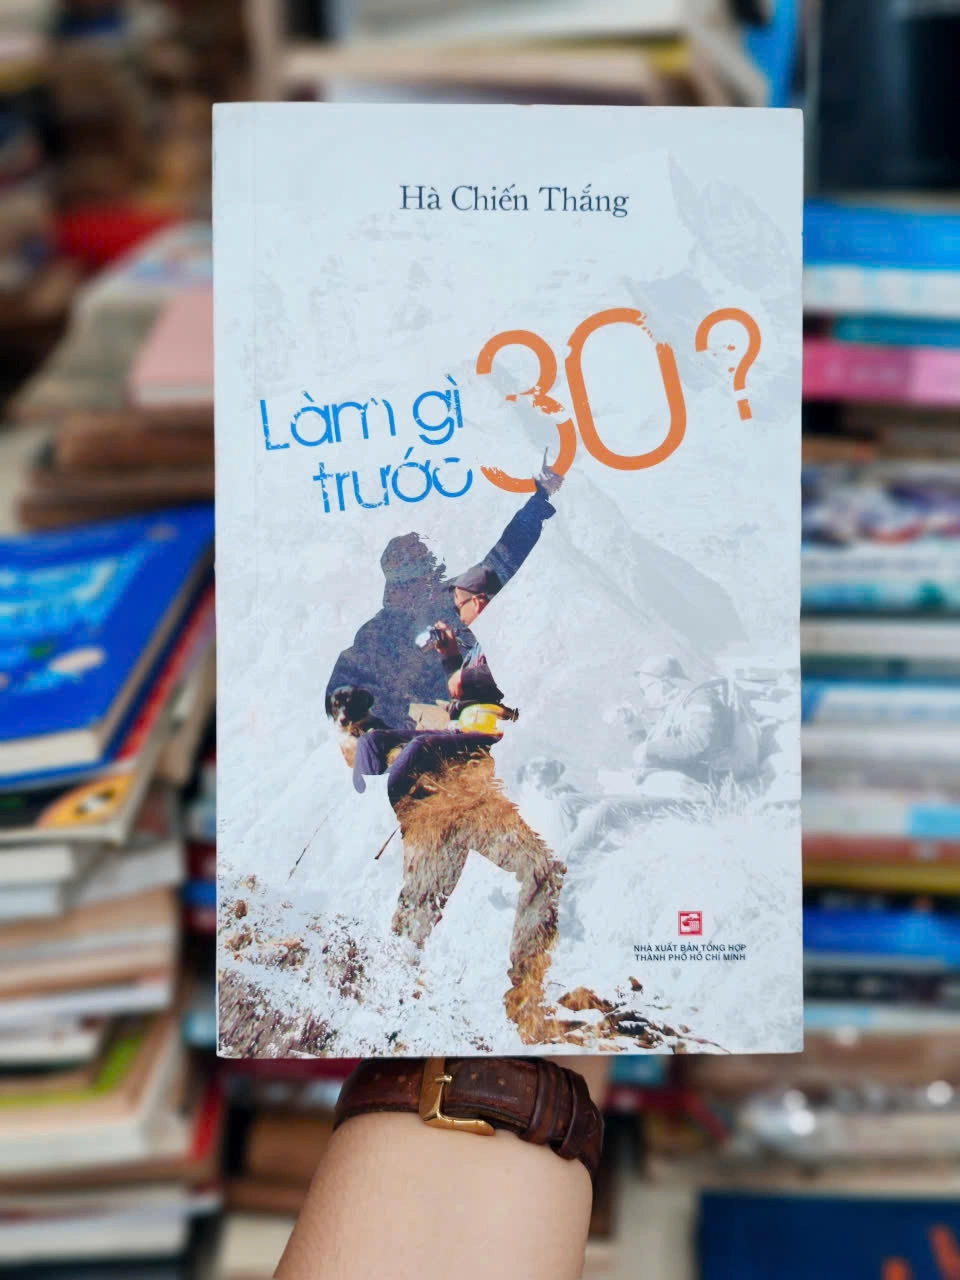 Hà Chiến Thắng
Làm gì
trước
30?
NHÀ XUẤT BẢN TỔNG HỢP
THÀNH PHỐ HỒ CHÍ MINH